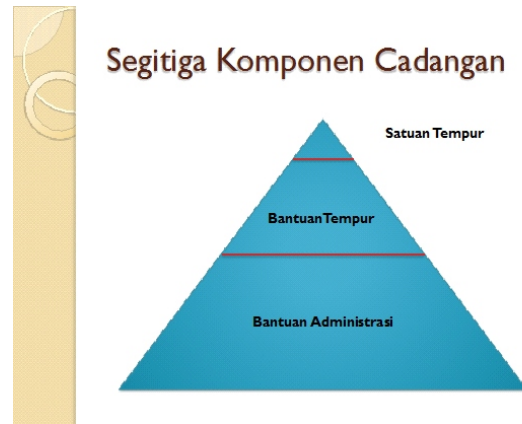 Segitiga Komponen Cadangan
Satuan Tempur
BantuanTempur
Bantuan Administrasi